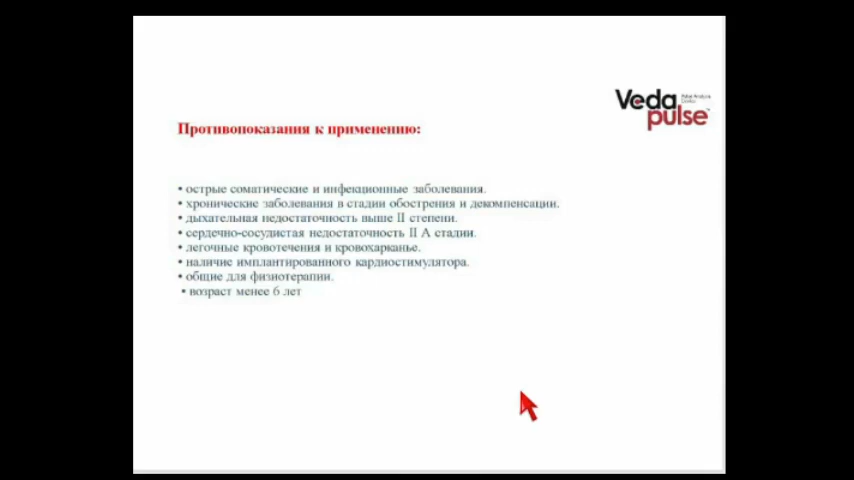 Veda
pulse
Противопоказания к применению:
• острые соматические и инфекционные заболевания.
• хронические заболевания в стадии обострения и декомпенсации.
• дыхательная недостаточность выше II степени.
• сердечно-сосудистая недостаточность II А стадии.
• легочные кровотечения и кровохарканье.
• наличие имплантированного кардиостимулятора.
• общие для физиотерапии.
• возраст менее 6 лет